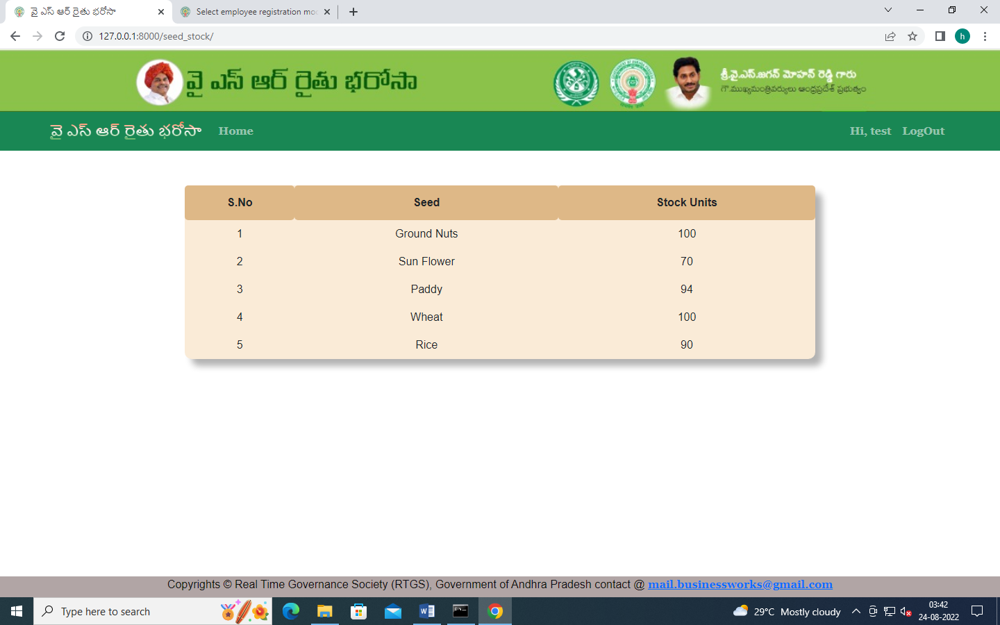 వై ఎస్ ఆర్ రైతు భరోసా
Select employee registration mod
127.0.0.1:8000/seed_stock/
h
వై ఎస్ ఆర్ రైతు భరోసా
శ్రీ.వై.ఎస్.జగన్ మోహన్ రెడ్డి గారు
గౌ.ముఖ్యమంత్రివర్యులు ఆంధ్రప్రదేశ్ ప్రభుత్వం
వై ఎస్ ఆర్ రైతు భరోసా Home Hi, test LogOut
S.No Seed Stock Units
1 Ground Nuts 100
2 Sun Flower 70
3 Paddy 94
4 Wheat 100
5 Rice 90
Copyrights © Real Time Governance Society (RTGS), Government of Andhra Pradesh contact @ mail.businessworks@gmail.com
Type here to search
29°C Mostly cloudy
03:42
24-08-2022